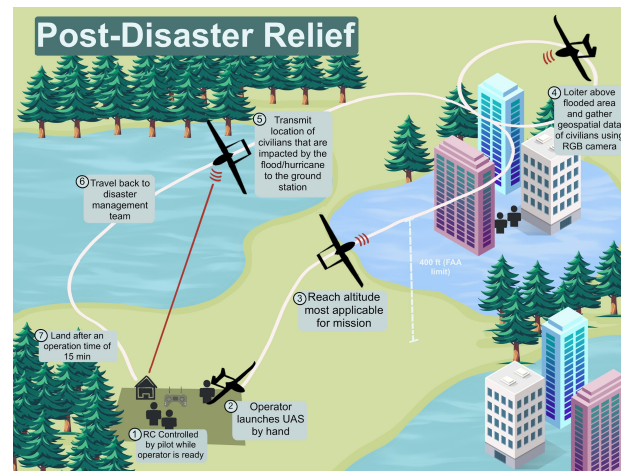 Post-Disaster Relief
① RC Controlled
by pilot while
operator is ready
② Operator
launches UAS
by hand
③ Reach altitude
most applicable
for mission
400 ft (FAA
limit)
④ Loiter above
flooded area
and gather
geospatial data
of civilians using
RGB camera
⑤ Transmit
location of
civilians that are
impacted by the
flood/hurricane
to the ground
station
⑥ Travel back to
disaster
management
team
⑦ Land after an
operation time of
15 min